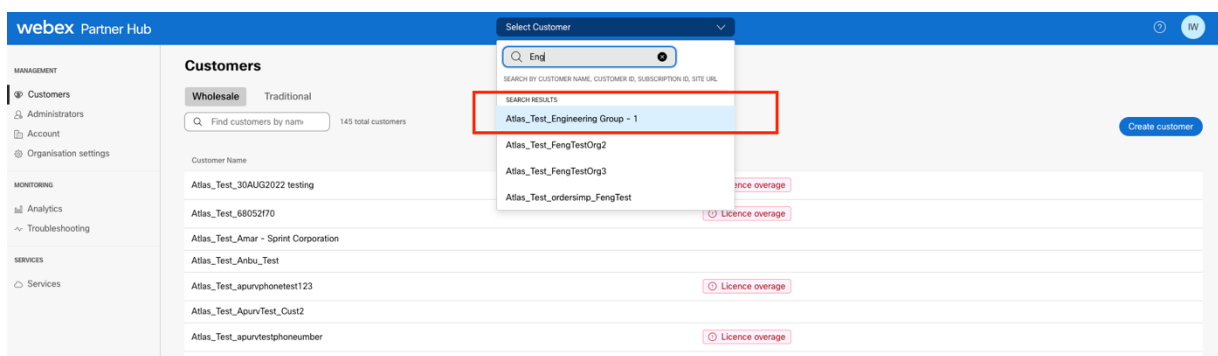 webex Partner Hub
Select Customer
IW
Eng
SEARCH BY CUSTOMER NAME, CUSTOMER ID, SUBSCRIPTION ID, SITE URL
SEARCH RESULTS
Atlas_Test_Engineering Group - 1
Atlas_Test_FengTestOrg2
Atlas_Test_FengTestOrg3
Atlas_Test_ordersimp_FengTest
MANAGEMENT
Customers
Administrators
Account
Organisation settings
MONITORING
Analytics
Troubleshooting
SERVICES
Services
Customers
Wholesale Traditional
Find customers by nam 145 total customers
Create customer
Customer Name
Atlas_Test_30AUG2022 testing ence overage
Atlas_Test_68052f70 Licence overage
Atlas_Test_Amar - Sprint Corporation
Atlas_Test_Anbu_Test
Atlas_Test_apurvphonetest123 Licence overage
Atlas_Test_ApurvTest_Cust2
Atlas_Test_apurvtestphoneumber Licence overage